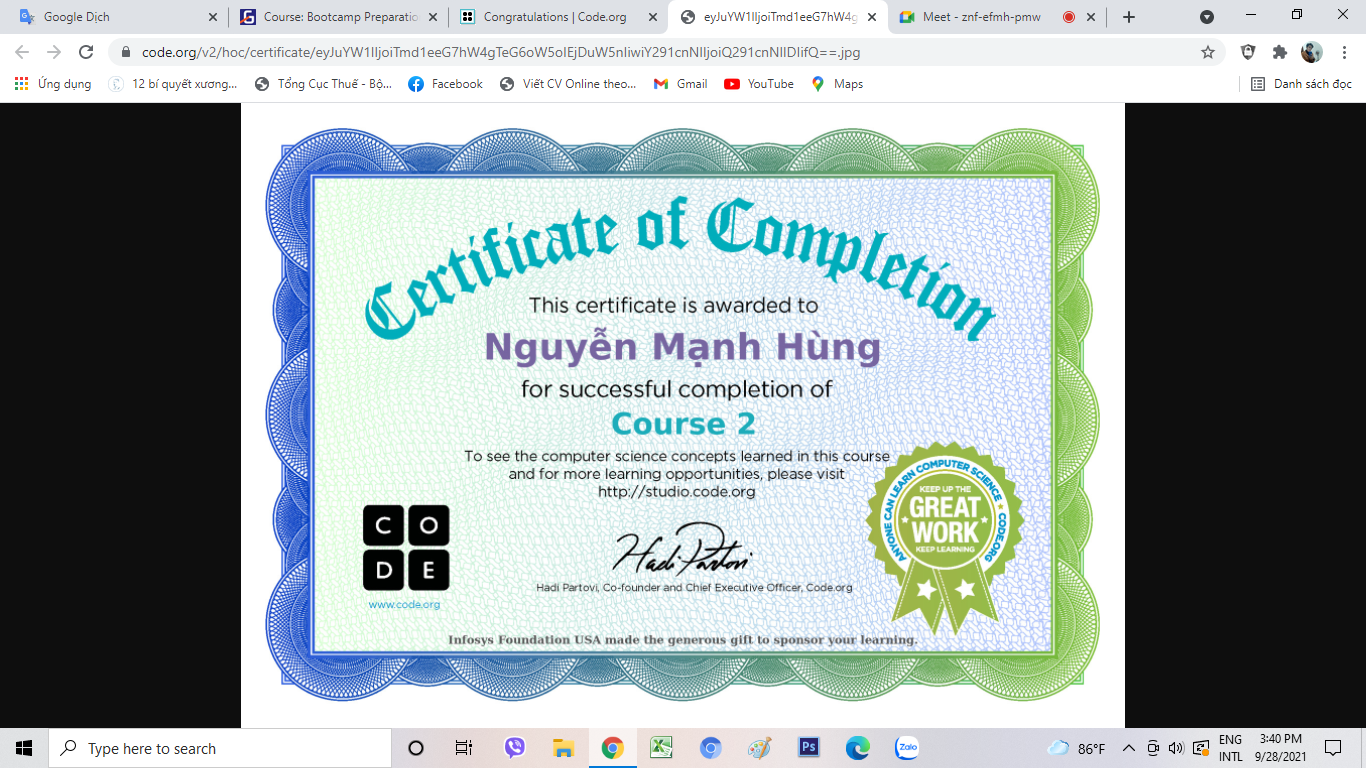 Google Dịch
Course: Bootcamp Preparatio
Congratulations | Code.org
eyJuYW1lIjoiTmd1eeG7hW4g
Meet - znf-efmh-pmw
code.org/v2/hoc/certificate/eyJuYW1lIjoiTmd1eeG7hW4gTeG6oW5oIEjDuW5nIiwiY291cnNlIjoiQ291cnNlIDIifQ==.jpg
Ứng dụng
12 bí quyết xương...
Tổng Cục Thuế - Bộ...
Facebook
Viết CV Online theo...
Gmail
YouTube
Maps
Danh sách đọc
Certificate of Completion
This certificate is awarded to
Nguyễn Mạnh Hùng
for successful completion of
Course 2
To see the computer science concepts learned in this course
and for more learning opportunities, please visit
http://studio.code.org
C O
D E
www.code.org
Hadi Partovi
Hadi Partovi, Co-founder and Chief Executive Officer, Code.org
ANYONE CAN LEARN COMPUTER SCIENCE ★ CODE.ORG
KEEP UP THE
GREAT
WORK
KEEP LEARNING
Infosys Foundation USA made the generous gift to sponsor your learning.
Type here to search
Ps
Zalo
86°F
ENG
INTL
3:40 PM
9/28/2021